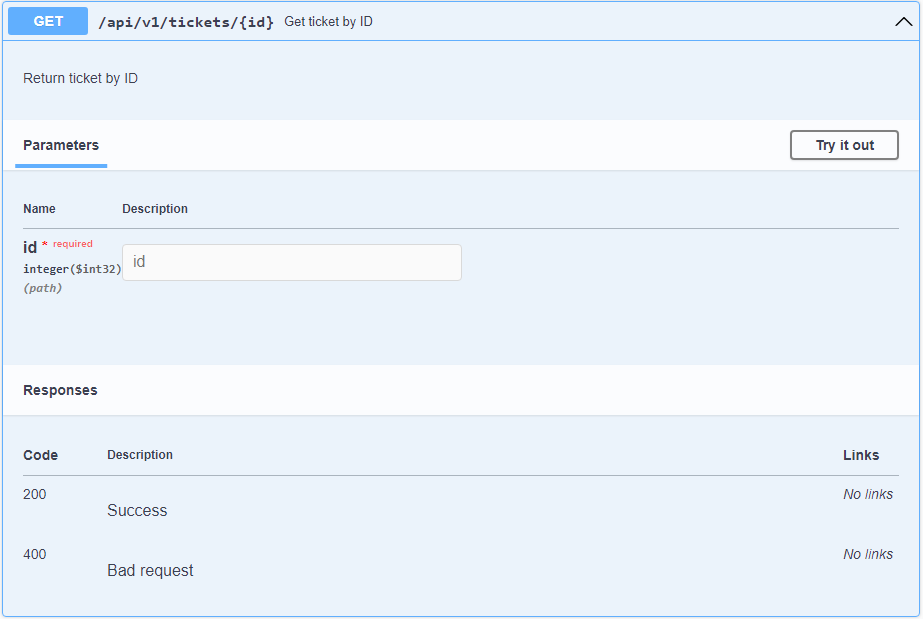 GET /api/v1/tickets/{id} Get ticket by ID
Return ticket by ID
Parameters Try it out
Name Description
id * required
integer($int32)
(path)
id
Responses
Code Description Links
200 No links
Success
400 No links
Bad request